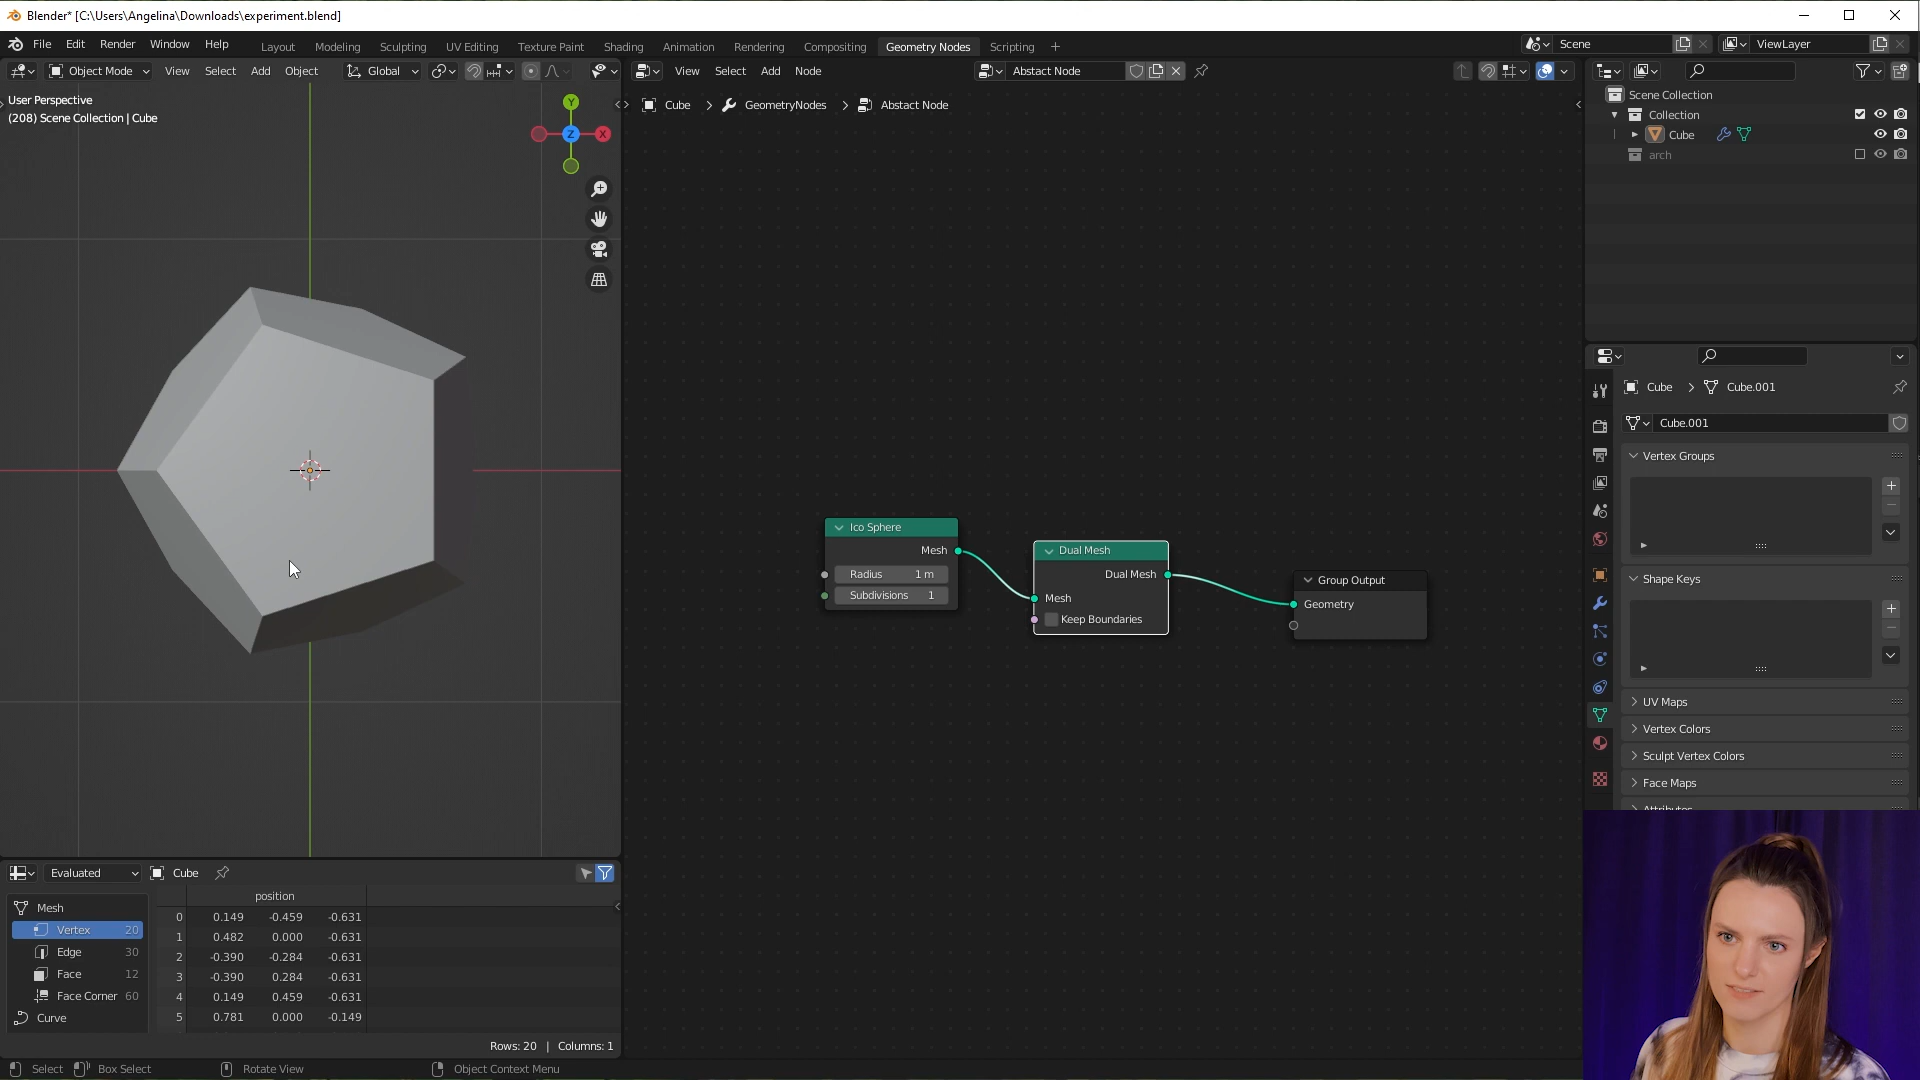 Blender* [C:\Users\Angelina\Downloads\experiment.blend]
File Edit Render Window Help
Layout Modeling Sculpting UV Editing Texture Paint Shading Animation Rendering Compositing Geometry Nodes Scripting +
Scene
ViewLayer
Object Mode View Select Add Object Global
User Perspective
(208) Scene Collection | Cube
Y
Z
X
View Select Add Node
Abstact Node
Cube > GeometryNodes > Abstact Node
Ico Sphere
Mesh
Radius 1 m
Subdivisions 1
Dual Mesh
Dual Mesh
Mesh
Keep Boundaries
Group Output
Geometry
Scene Collection
Collection
Cube
arch
Cube > Cube.001
Cube.001
Vertex Groups
Shape Keys
UV Maps
Vertex Colors
Sculpt Vertex Colors
Face Maps
Attributes
Evaluated Cube
Mesh
Vertex 20
Edge 30
Face 12
Face Corner 60
Curve
position
0 0.149 -0.459 -0.631
1 0.482 0.000 -0.631
2 -0.390 -0.284 -0.631
3 -0.390 0.284 -0.631
4 0.149 0.459 -0.631
5 0.781 0.000 -0.149
Rows: 20 | Columns: 1
Select Box Select Rotate View Object Context Menu